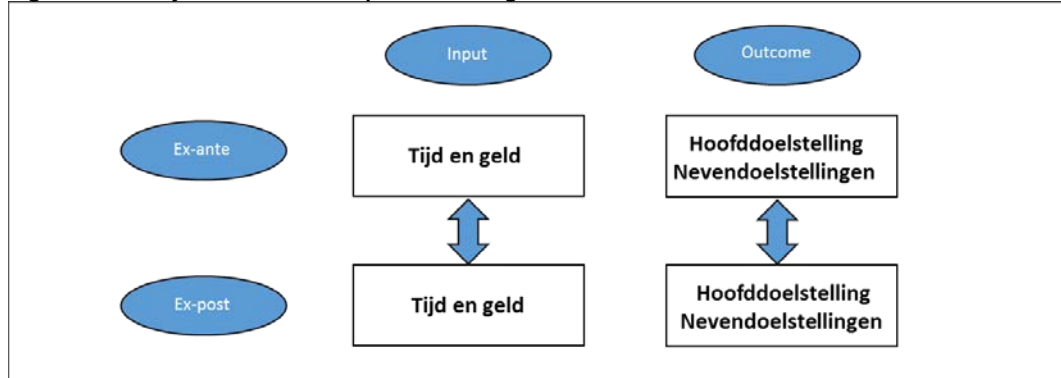 Input
Outcome
Ex-ante
Tijd en geld
Hoofddoelstelling
Nevendoelstellingen
Ex-post
Tijd en geld
Hoofddoelstelling
Nevendoelstellingen